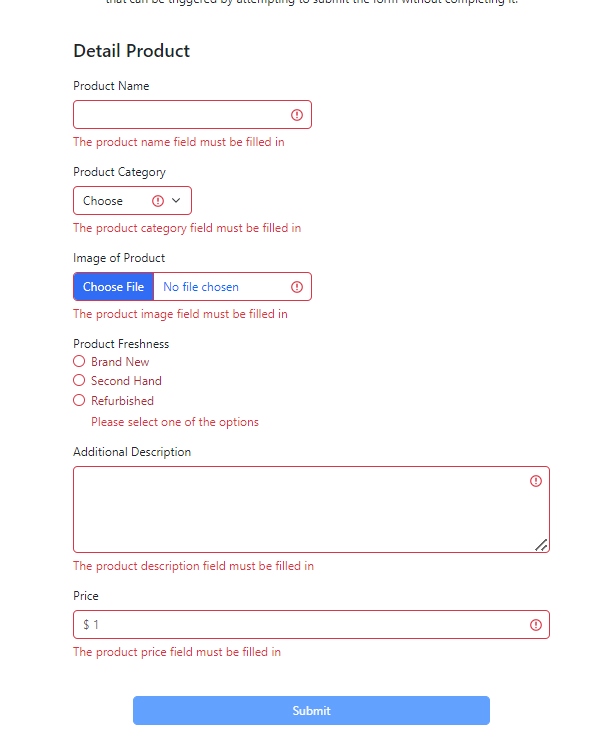 that can be triggered by attempting to submit the form without completing it.
Detail Product
Product Name
The product name field must be filled in
Product Category
Choose
The product category field must be filled in
Image of Product
Choose File No file chosen
The product image field must be filled in
Product Freshness
Brand New
Second Hand
Refurbished
Please select one of the options
Additional Description
The product description field must be filled in
Price
$ 1
The product price field must be filled in
Submit